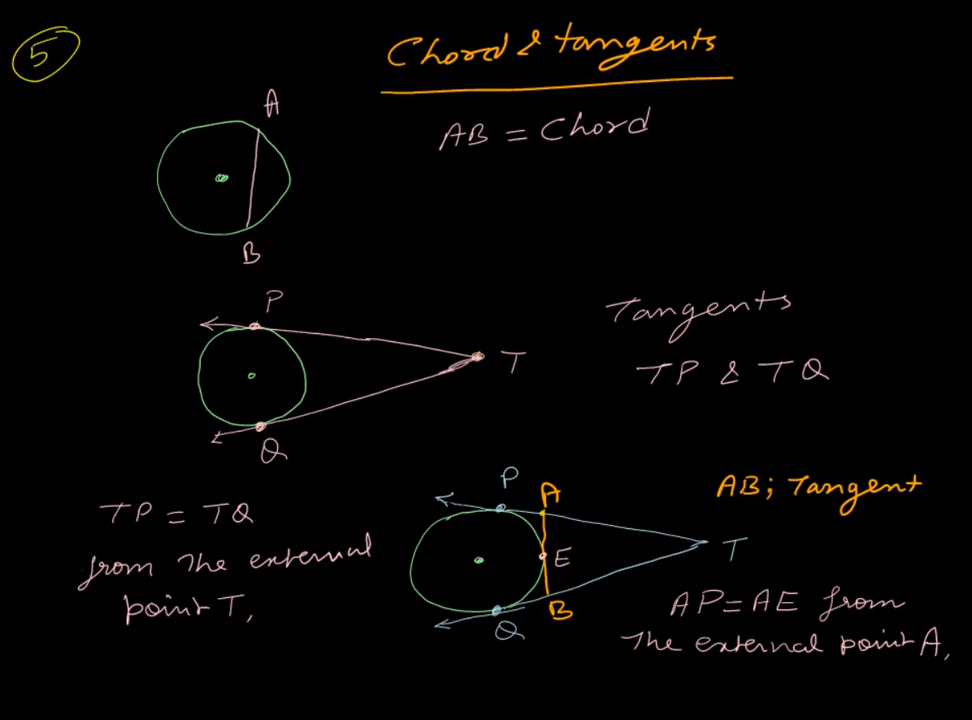 5
Chord & tangents
A
AB = Chord
B
P
Tangents
T
TP & TQ
Q
P
A
AB; Tangent
TP = TQ
from the external
point T,
E
T
B
Q
AP = AE from
the external point A,